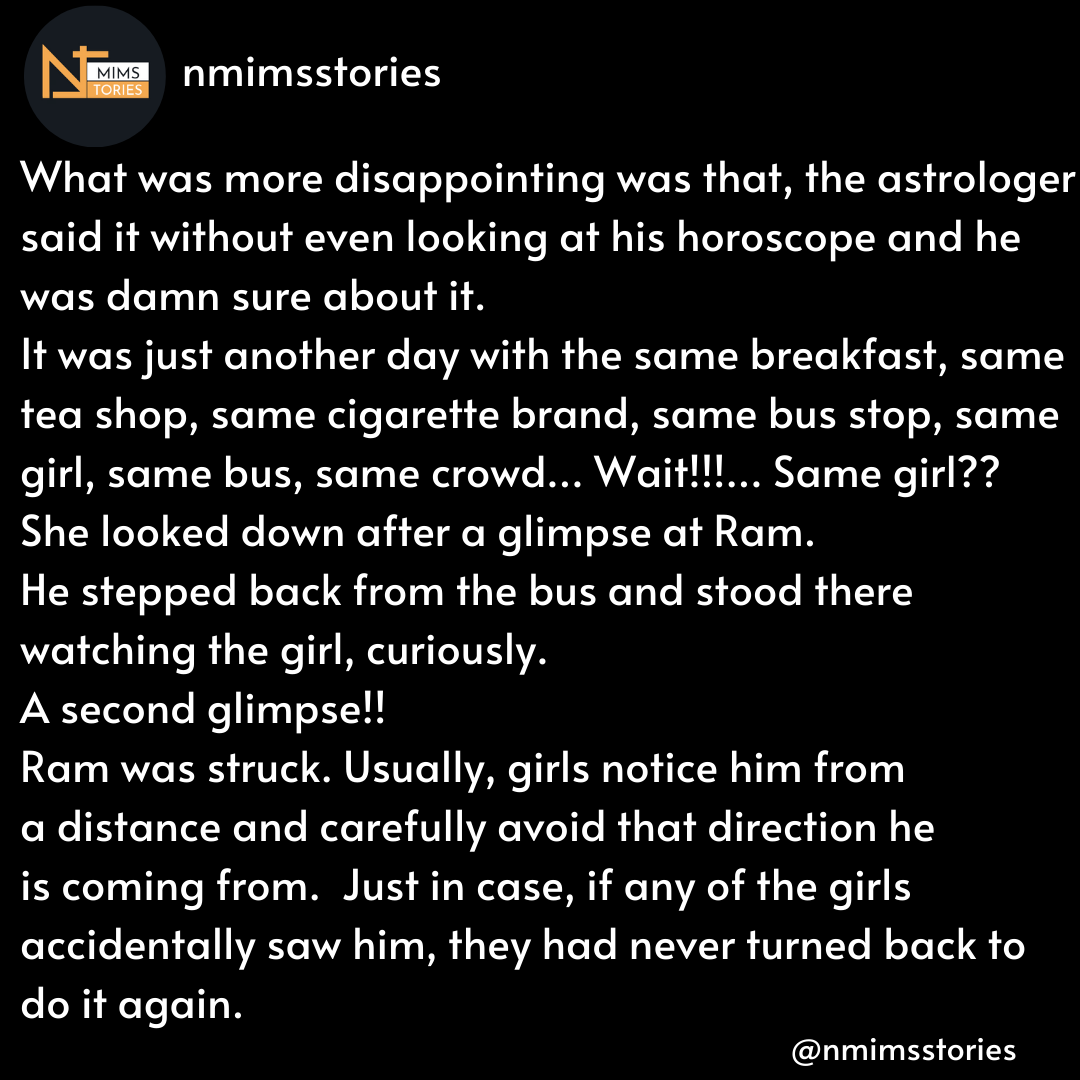 MIMS
TORIES
nmimsstories
What was more disappointing was that, the astrologer
said it without even looking at his horoscope and he
was damn sure about it.
It was just another day with the same breakfast, same
tea shop, same cigarette brand, same bus stop, same
girl, same bus, same crowd... Wait!!!... Same girl??
She looked down after a glimpse at Ram.
He stepped back from the bus and stood there
watching the girl, curiously.
A second glimpse!!
Ram was struck. Usually, girls notice him from
a distance and carefully avoid that direction he
is coming from.  Just in case, if any of the girls
accidentally saw him, they had never turned back to
do it again.
@nmimsstories